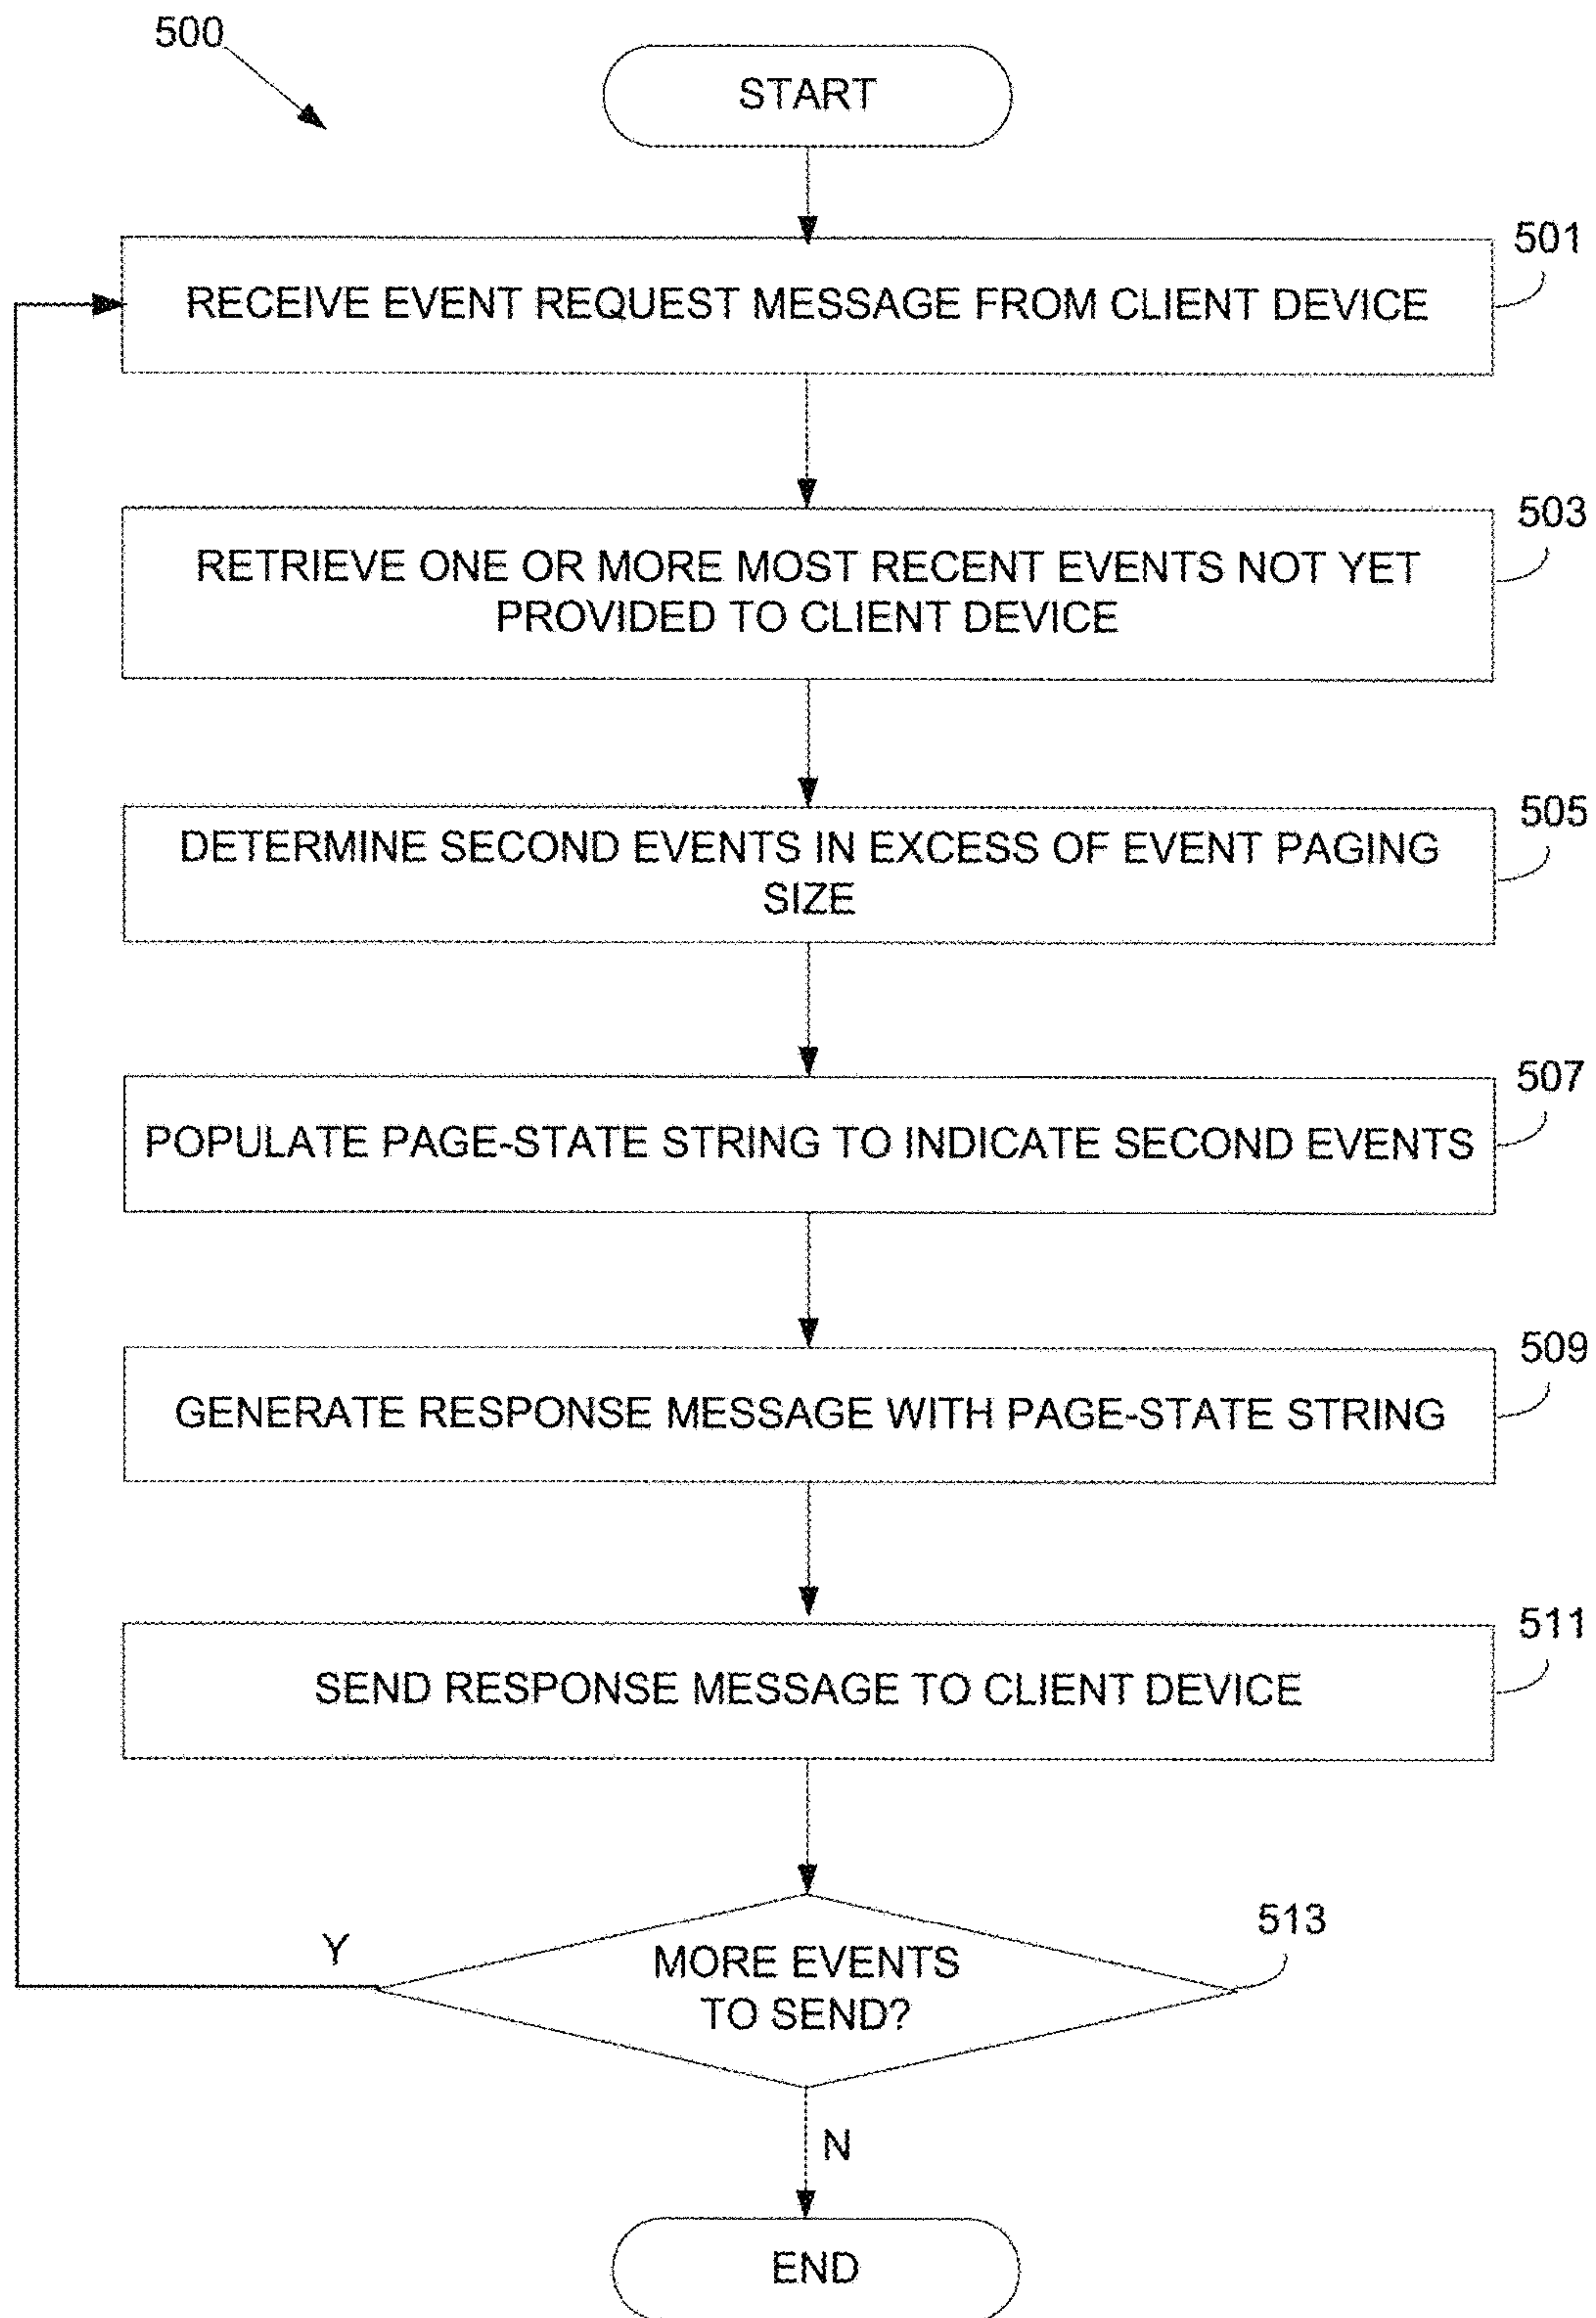 500
START
501
RECEIVE EVENT REQUEST MESSAGE FROM CLIENT DEVICE
503
RETRIEVE ONE OR MORE MOST RECENT EVENTS NOT YET
PROVIDED TO CLIENT DEVICE
505
DETERMINE SECOND EVENTS IN EXCESS OF EVENT PAGING
SIZE
507
POPULATE PAGE-STATE STRING TO INDICATE SECOND EVENTS
509
GENERATE RESPONSE MESSAGE WITH PAGE-STATE STRING
511
SEND RESPONSE MESSAGE TO CLIENT DEVICE
513
Y
MORE EVENTS
TO SEND?
N
END